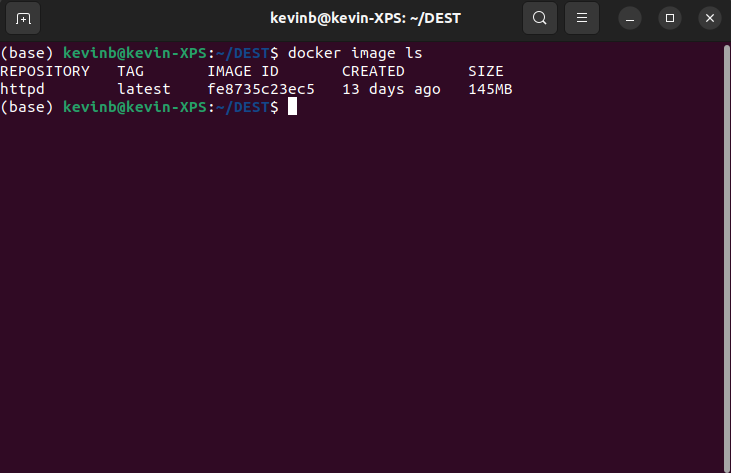 kevinb@kevin-XPS: ~/DEST
(base) kevinb@kevin-XPS:~/DEST$ docker image ls
REPOSITORY   TAG       IMAGE ID       CREATED       SIZE
httpd        latest    fe8735c23ec5   13 days ago   145MB
(base) kevinb@kevin-XPS:~/DEST$